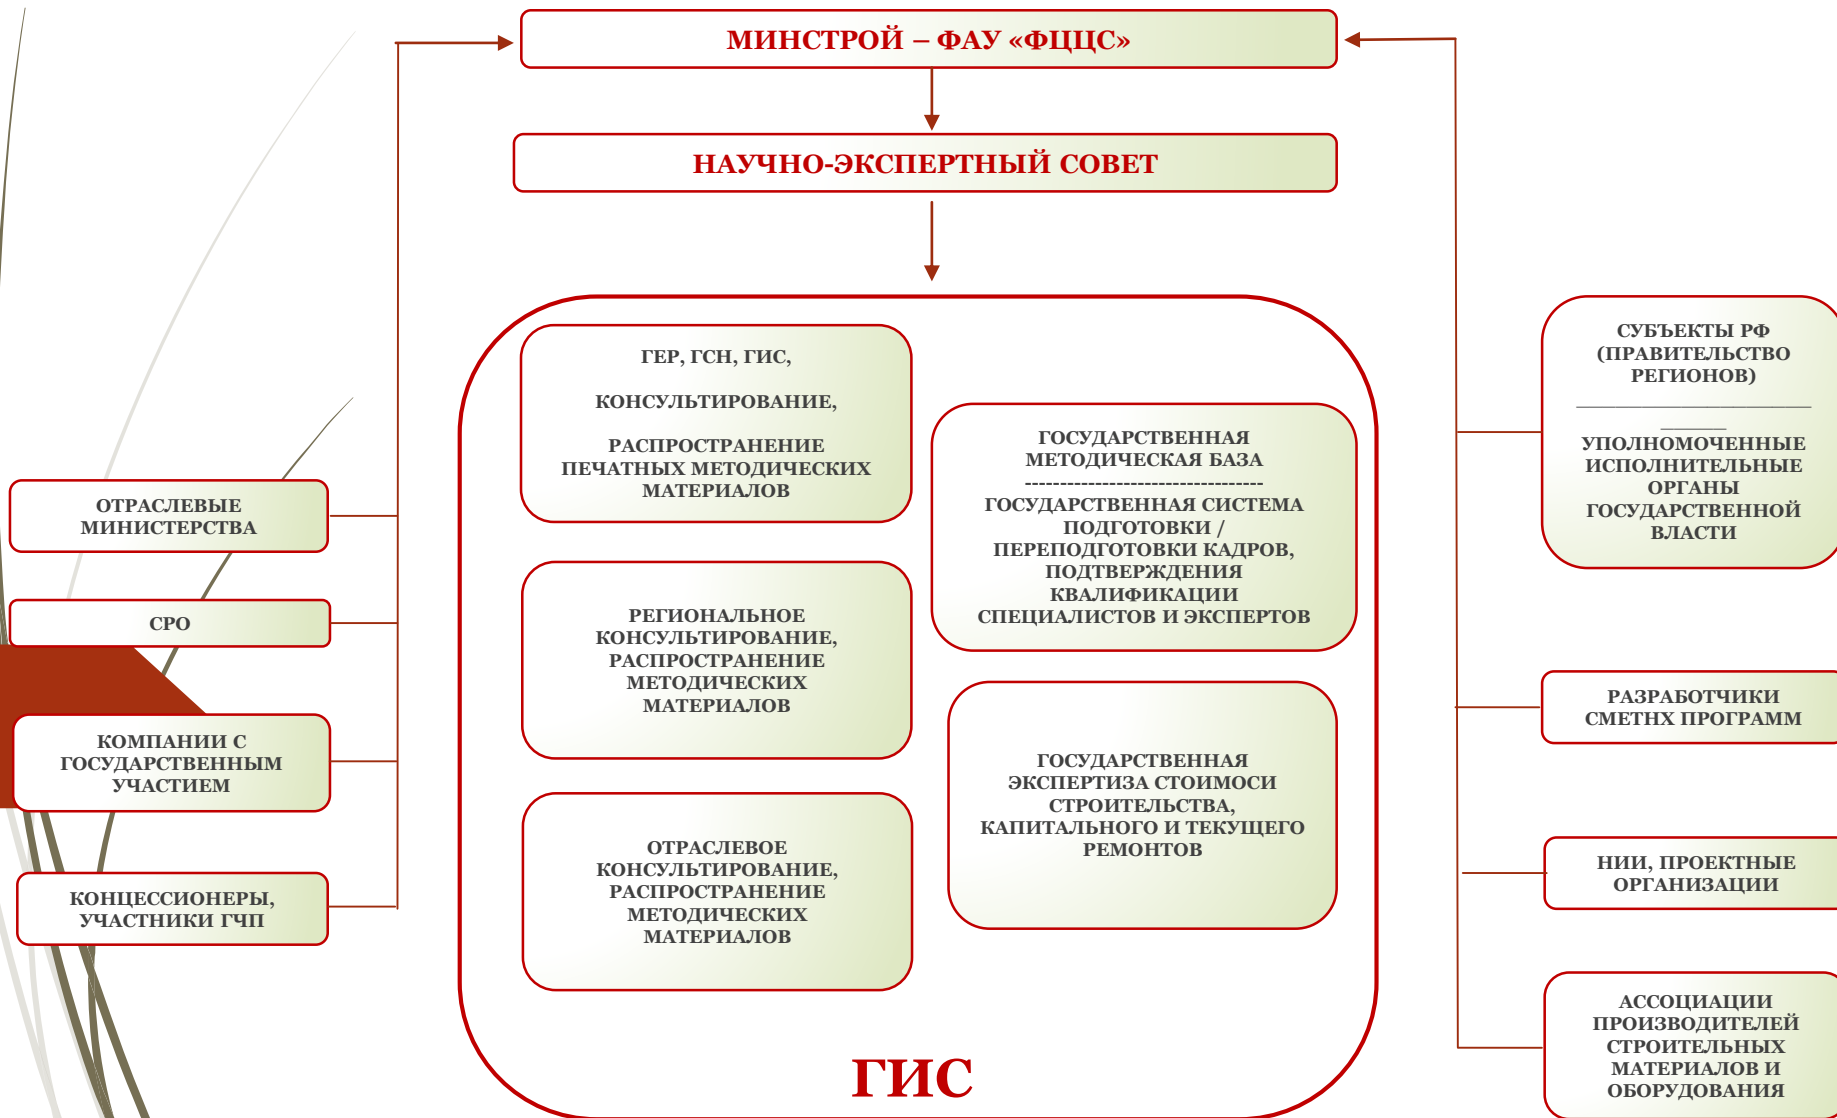 МИНСТРОЙ – ФАУ «ФЦЦС»
НАУЧНО-ЭКСПЕРТНЫЙ СОВЕТ
ОТРАСЛЕВЫЕ
МИНИСТЕРСТВА
СРО
КОМПАНИИ С
ГОСУДАРСТВЕННЫМ
УЧАСТИЕМ
КОНЦЕССИОНЕРЫ,
УЧАСТНИКИ ГЧП
ГЕР, ГСН, ГИС,
КОНСУЛЬТИРОВАНИЕ,
РАСПРОСТРАНЕНИЕ
ПЕЧАТНЫХ МЕТОДИЧЕСКИХ
МАТЕРИАЛОВ
РЕГИОНАЛЬНОЕ
КОНСУЛЬТИРОВАНИЕ,
РАСПРОСТРАНЕНИЕ
МЕТОДИЧЕСКИХ
МАТЕРИАЛОВ
ОТРАСЛЕВОЕ
КОНСУЛЬТИРОВАНИЕ,
РАСПРОСТРАНЕНИЕ
МЕТОДИЧЕСКИХ
МАТЕРИАЛОВ
ГОСУДАРСТВЕННАЯ
МЕТОДИЧЕСКАЯ БАЗА
----------------------------------
ГОСУДАРСТВЕННАЯ СИСТЕМА
ПОДГОТОВКИ /
ПЕРЕПОДГОТОВКИ КАДРОВ,
ПОДТВЕРЖДЕНИЯ
КВАЛИФИКАЦИИ
СПЕЦИАЛИСТОВ И ЭКСПЕРТОВ
ГОСУДАРСТВЕННАЯ
ЭКСПЕРТИЗА СТОИМОСИ
СТРОИТЕЛЬСТВА,
КАПИТАЛЬНОГО И ТЕКУЩЕГО
РЕМОНТОВ
ГИС
СУБЪЕКТЫ РФ
(ПРАВИТЕЛЬСТВО
РЕГИОНОВ)
__________________
_____
УПОЛНОМОЧЕННЫЕ
ИСПОЛНИТЕЛЬНЫЕ
ОРГАНЫ
ГОСУДАРСТВЕННОЙ
ВЛАСТИ
РАЗРАБОТЧИКИ
СМЕТНХ ПРОГРАММ
НИИ, ПРОЕКТНЫЕ
ОРГАНИЗАЦИИ
АССОЦИАЦИИ
ПРОИЗВОДИТЕЛЕЙ
СТРОИТЕЛЬНЫХ
МАТЕРИАЛОВ И
ОБОРУДОВАНИЯ